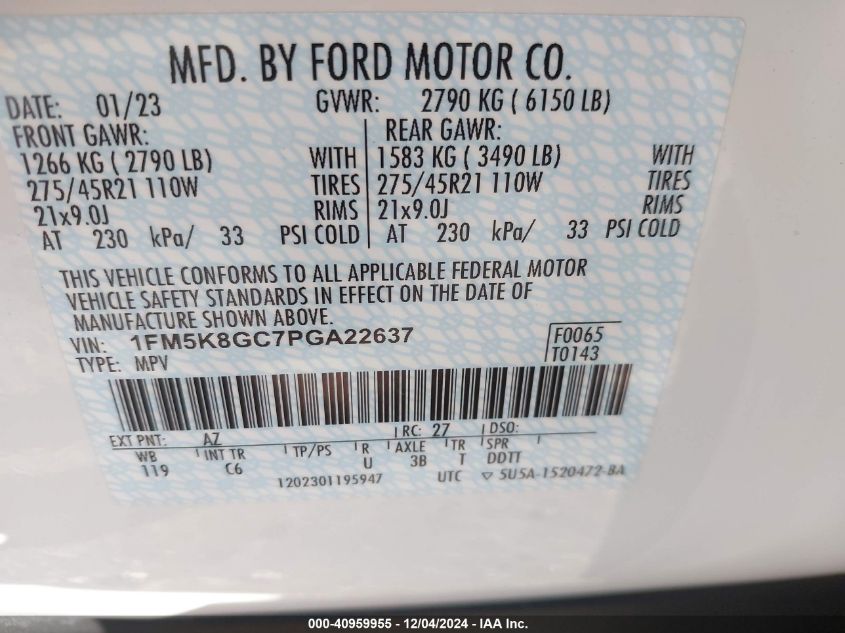 MFD. BY FORD MOTOR CO.
DATE: 01/23 GVWR: 2790 KG ( 6150 LB)
FRONT GAWR: REAR GAWR:
1266 KG ( 2790 LB) WITH 1583 KG ( 3490 LB) WITH
275/45R21 110W TIRES 275/45R21 110W TIRES
21x9.0J RIMS 21x9.0J RIMS
AT 230 kPa/ 33 PSI COLD AT 230 kPa/ 33 PSI COLD
THIS VEHICLE CONFORMS TO ALL APPLICABLE FEDERAL MOTOR
VEHICLE SAFETY STANDARDS IN EFFECT ON THE DATE OF
MANUFACTURE SHOWN ABOVE.
VIN: 1FM5K8GC7PGA22637 F0065
TYPE: MPV T0143
EXT PNT: AZ RC: 27 DSO:
WB INT TR TP/PS R AXLE TR SPR
119 C6 U 3B T DDTT
1202301195947 UTC ▽ 5U5A-1520472-BA
000-40959955 - 12/04/2024 - IAA Inc.